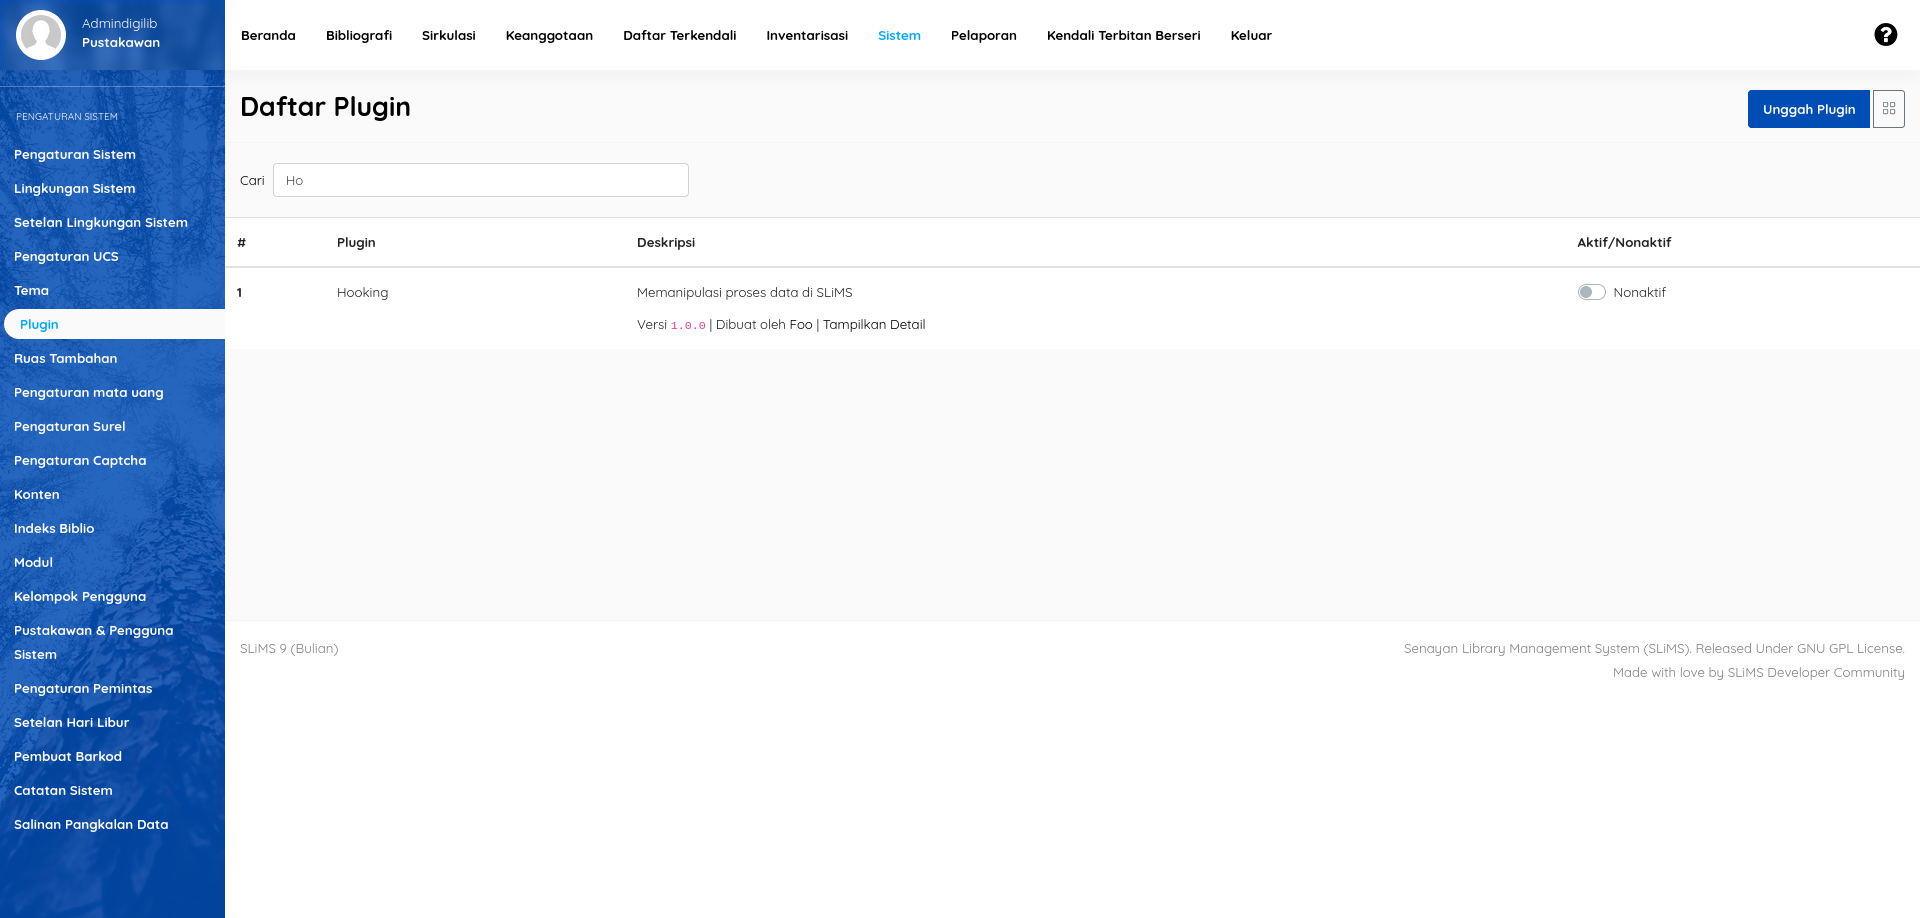 Admindigilib
Pustakawan
Beranda Bibliografi Sirkulasi Keanggotaan Daftar Terkendali Inventarisasi Sistem Pelaporan Kendali Terbitan Berseri Keluar
?
PENGATURAN SISTEM
Pengaturan Sistem
Lingkungan Sistem
Setelan Lingkungan Sistem
Pengaturan UCS
Tema
Plugin
Ruas Tambahan
Pengaturan mata uang
Pengaturan Surel
Pengaturan Captcha
Konten
Indeks Biblio
Modul
Kelompok Pengguna
Pustakawan & Pengguna
Sistem
Pengaturan Pemintas
Setelan Hari Libur
Pembuat Barkod
Catatan Sistem
Salinan Pangkalan Data
Daftar Plugin
Unggah Plugin
Cari Ho
# Plugin Deskripsi Aktif/Nonaktif
1 Hooking Memanipulasi proses data di SLiMS Nonaktif
Versi 1.0.0 | Dibuat oleh Foo | Tampilkan Detail
SLiMS 9 (Bulian)
Senayan Library Management System (SLiMS). Released Under GNU GPL License.
Made with love by SLiMS Developer Community